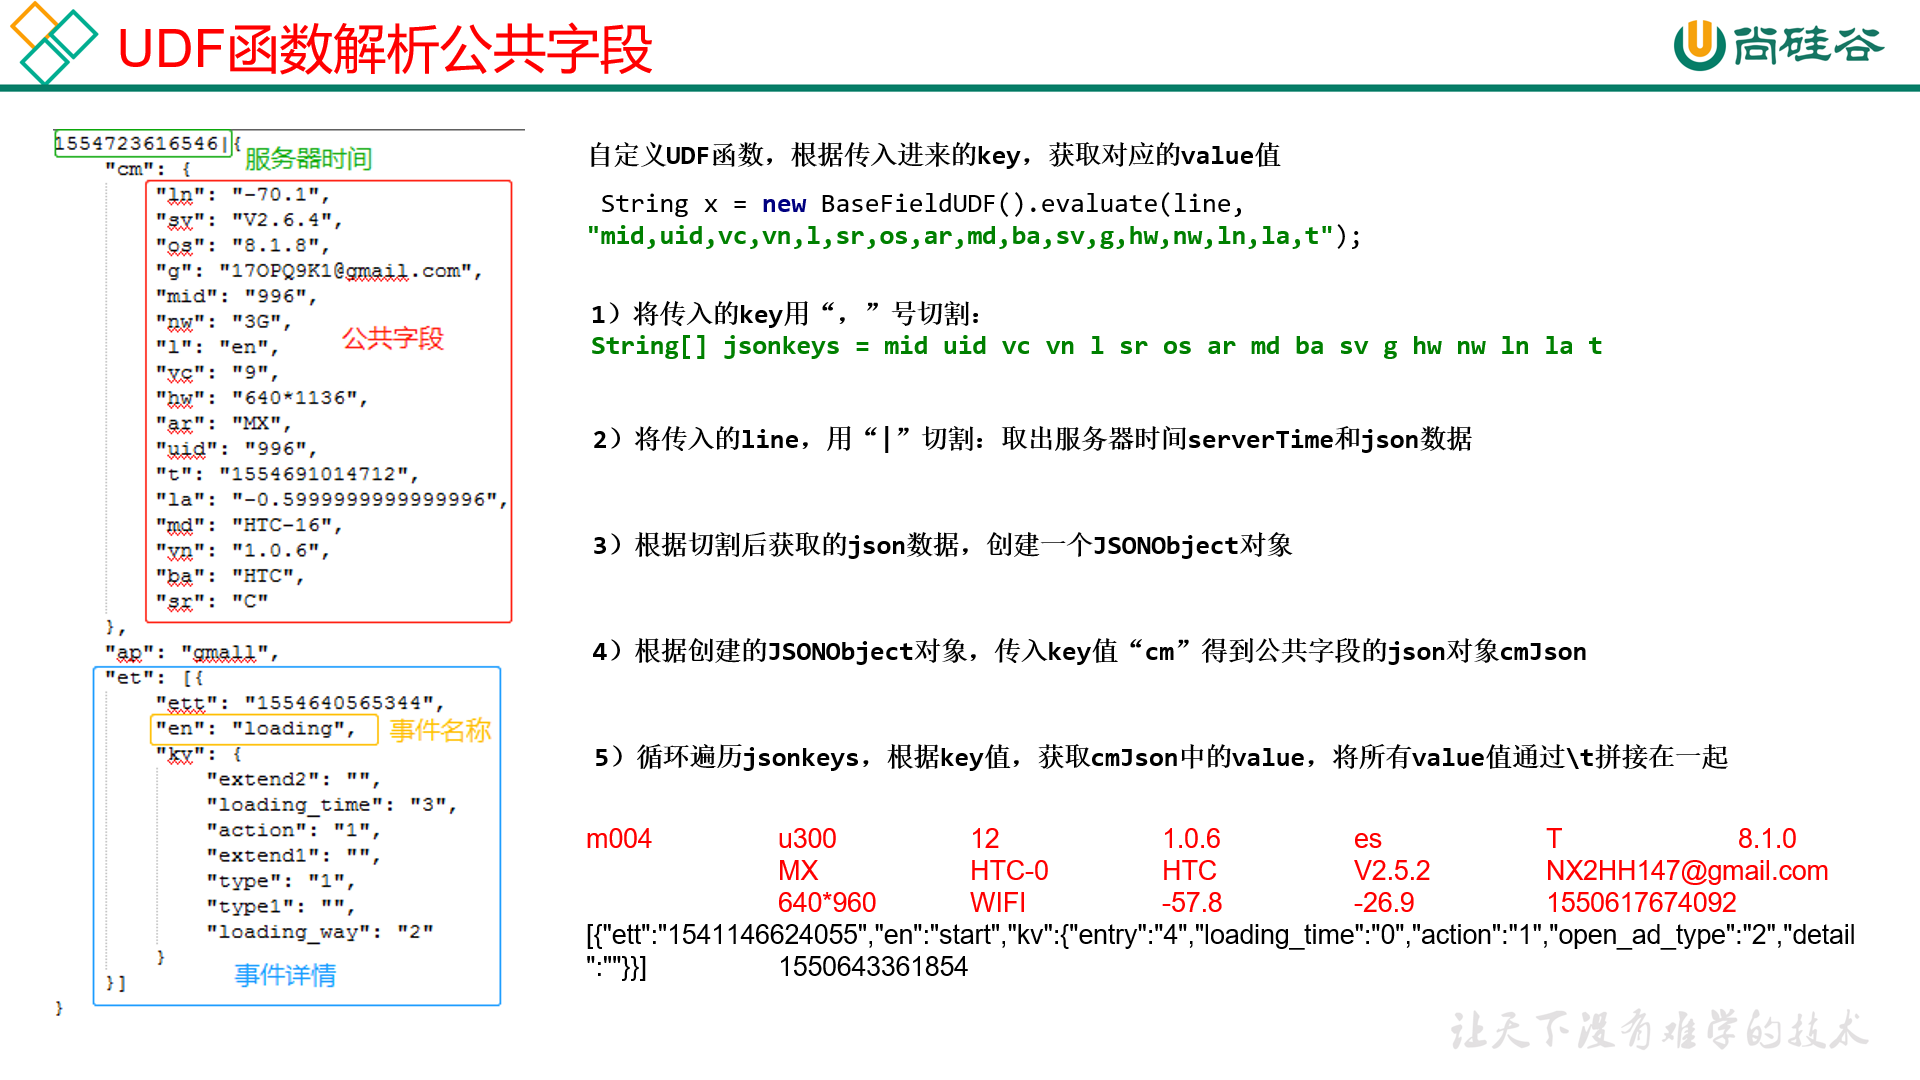 UDF函数解析公共字段
尚硅谷
1554723616546|{
服务器时间
"cm": {
"ln": "-70.1",
"sv": "V2.6.4",
"os": "8.1.8",
"g": "17OPQ9K1@gmail.com",
"mid": "996",
"nw": "3G",
公共字段
"l": "en",
"vc": "9",
"hw": "640*1136",
"ar": "MX",
"uid": "996",
"t": "1554691014712",
"la": "-0.5999999999999996",
"md": "HTC-16",
"vn": "1.0.6",
"ba": "HTC",
"sr": "C"
},
"ap": "gmall",
"et": [{
"ett": "1554640565344",
"en": "loading",
事件名称
"kv": {
"extend2": "",
"loading_time": "3",
"action": "1",
"extend1": "",
"type": "1",
"type1": "",
"loading_way": "2"
}
事件详情
}]
}
自定义UDF函数，根据传入进来的key，获取对应的value值
String x = new BaseFieldUDF().evaluate(line,
"mid,uid,vc,vn,l,sr,os,ar,md,ba,sv,g,hw,nw,ln,la,t");
1）将传入的key用“，”号切割：
String[] jsonkeys = mid uid vc vn l sr os ar md ba sv g hw nw ln la t
2）将传入的line，用“|”切割：取出服务器时间serverTime和json数据
3）根据切割后获取的json数据，创建一个JSONObject对象
4）根据创建的JSONObject对象，传入key值“cm”得到公共字段的json对象cmJson
5）循环遍历jsonkeys，根据key值，获取cmJson中的value，将所有value值通过\t拼接在一起
m004 u300 12 1.0.6 es T 8.1.0
MX HTC-0 HTC V2.5.2 NX2HH147@gmail.com
640*960 WIFI -57.8 -26.9 1550617674092
[{"ett":"1541146624055","en":"start","kv":{"entry":"4","loading_time":"0","action":"1","open_ad_type":"2","detail
":""}}] 1550643361854
让天下没有难学的技术